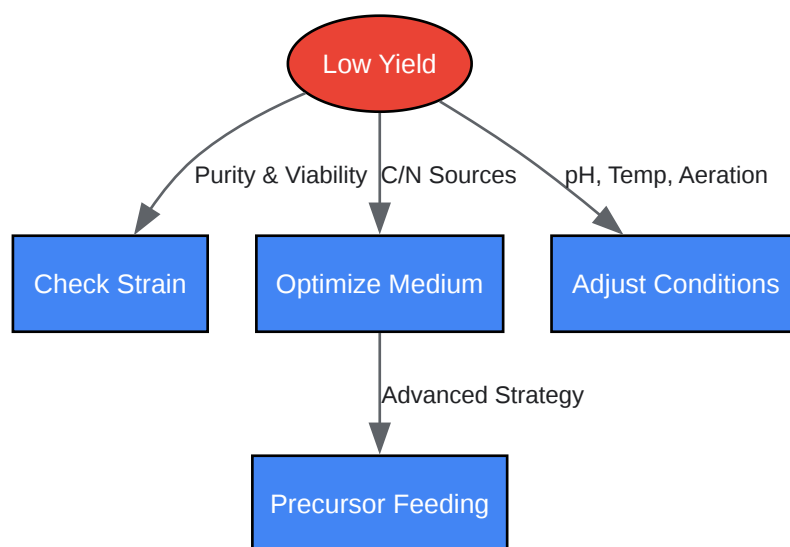 Low Yield
Purity & Viability
C/N Sources
pH, Temp, Aeration
Check Strain
Optimize Medium
Adjust Conditions
Advanced Strategy
Precursor Feeding